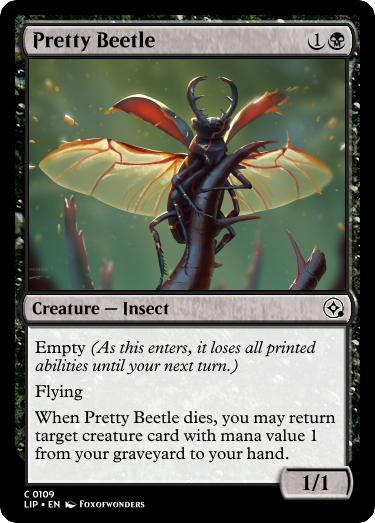 Pretty Beetle 1
Creature — Insect
Empty (As this enters, it loses all printed
abilities until your next turn.)
Flying
When Pretty Beetle dies, you may return
target creature card with mana value 1
from your graveyard to your hand.
1/1
C 0109
LIP • EN Foxofwonders